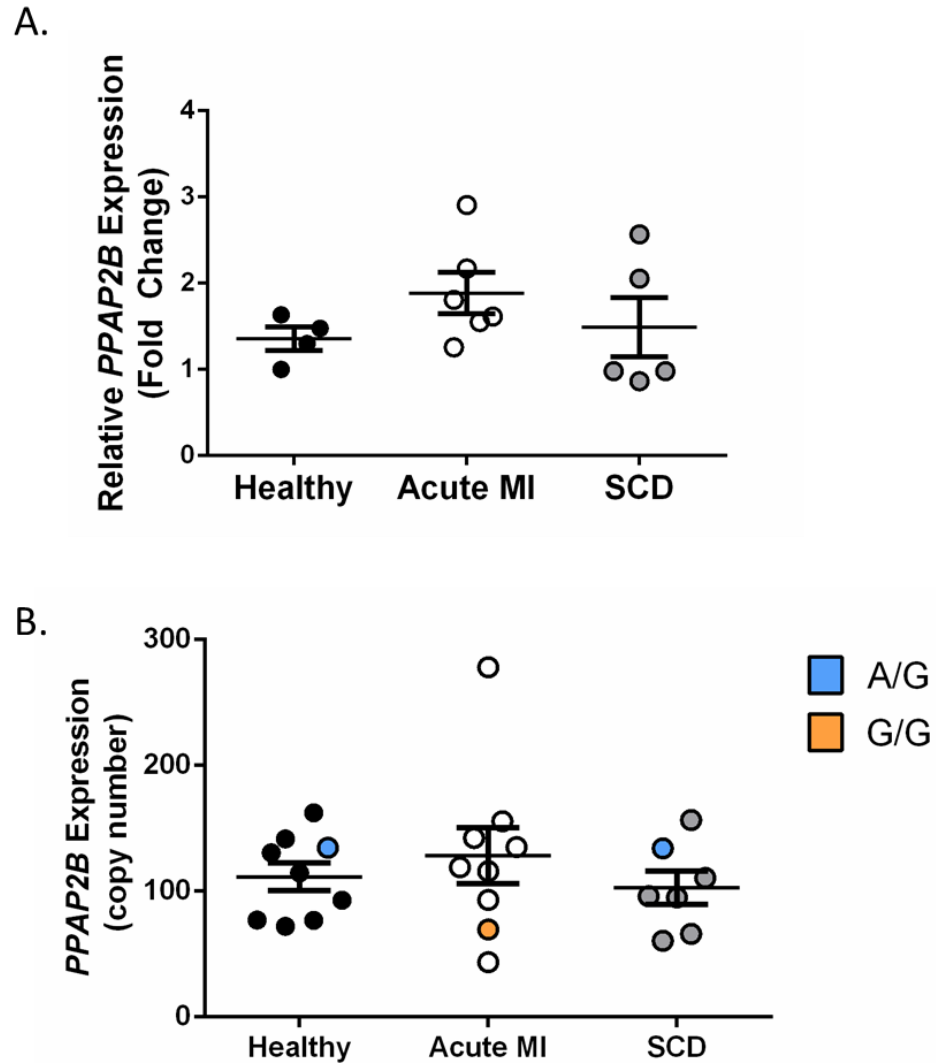 A.
Relative PPAP2B Expression
(Fold Change)
4
3
2
1
0
Healthy
Acute MI
SCD
B.
PPAP2B Expression
(copy number)
300
200
100
0
Healthy
Acute MI
SCD
A/G
G/G